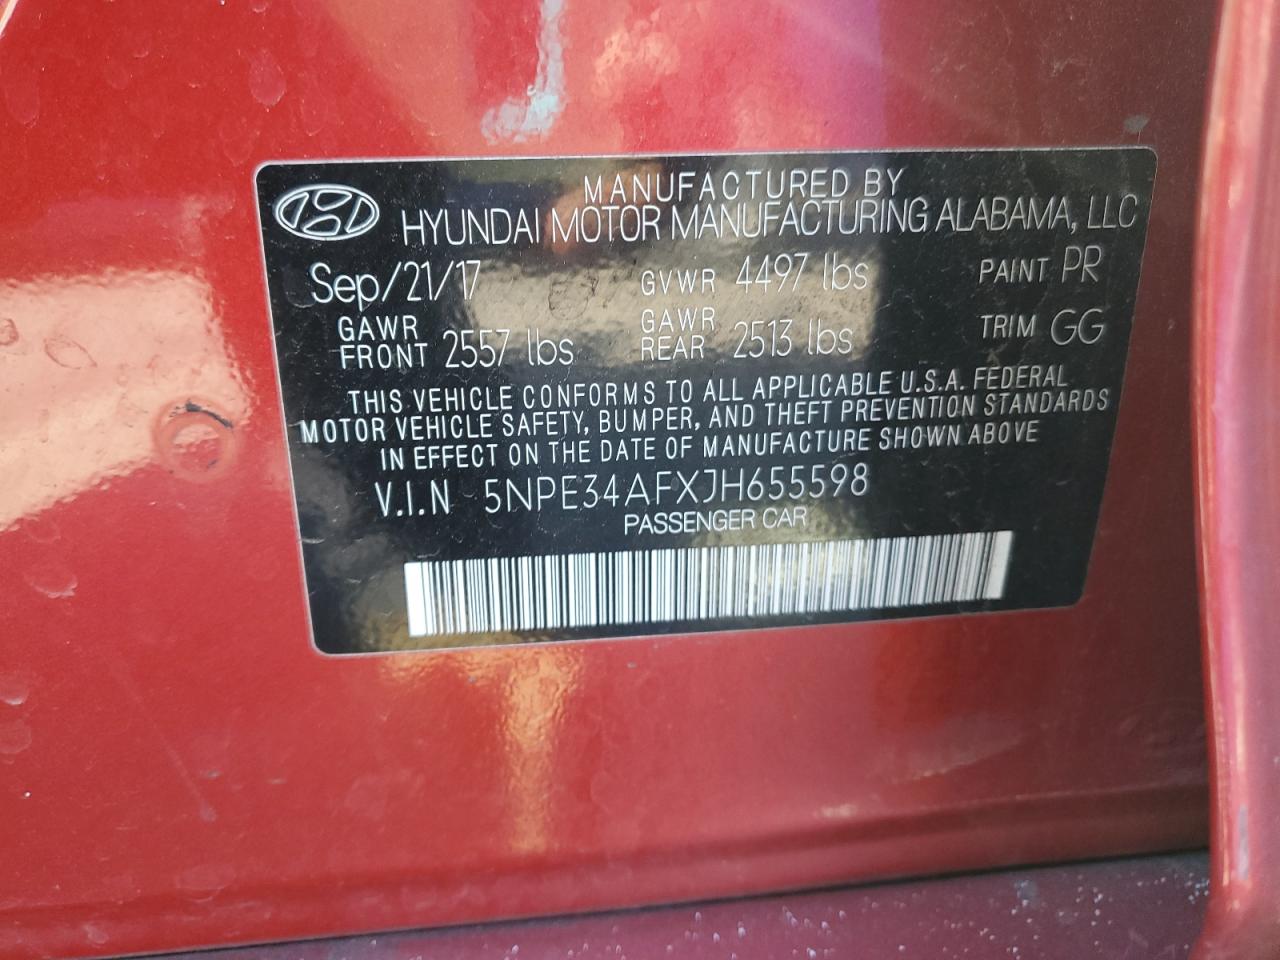 MANUFACTURED BY
HYUNDAI MOTOR MANUFACTURING ALABAMA, LLC
Sep/21/17 GVWR 4497 lbs PAINT PR
GAWR FRONT 2557 lbs GAWR REAR 2513 lbs TRIM GG
THIS VEHICLE CONFORMS TO ALL APPLICABLE U.S.A. FEDERAL
MOTOR VEHICLE SAFETY, BUMPER, AND THEFT PREVENTION STANDARDS
IN EFFECT ON THE DATE OF MANUFACTURE SHOWN ABOVE
V.I.N 5NPE34AFXJH655598
PASSENGER CAR